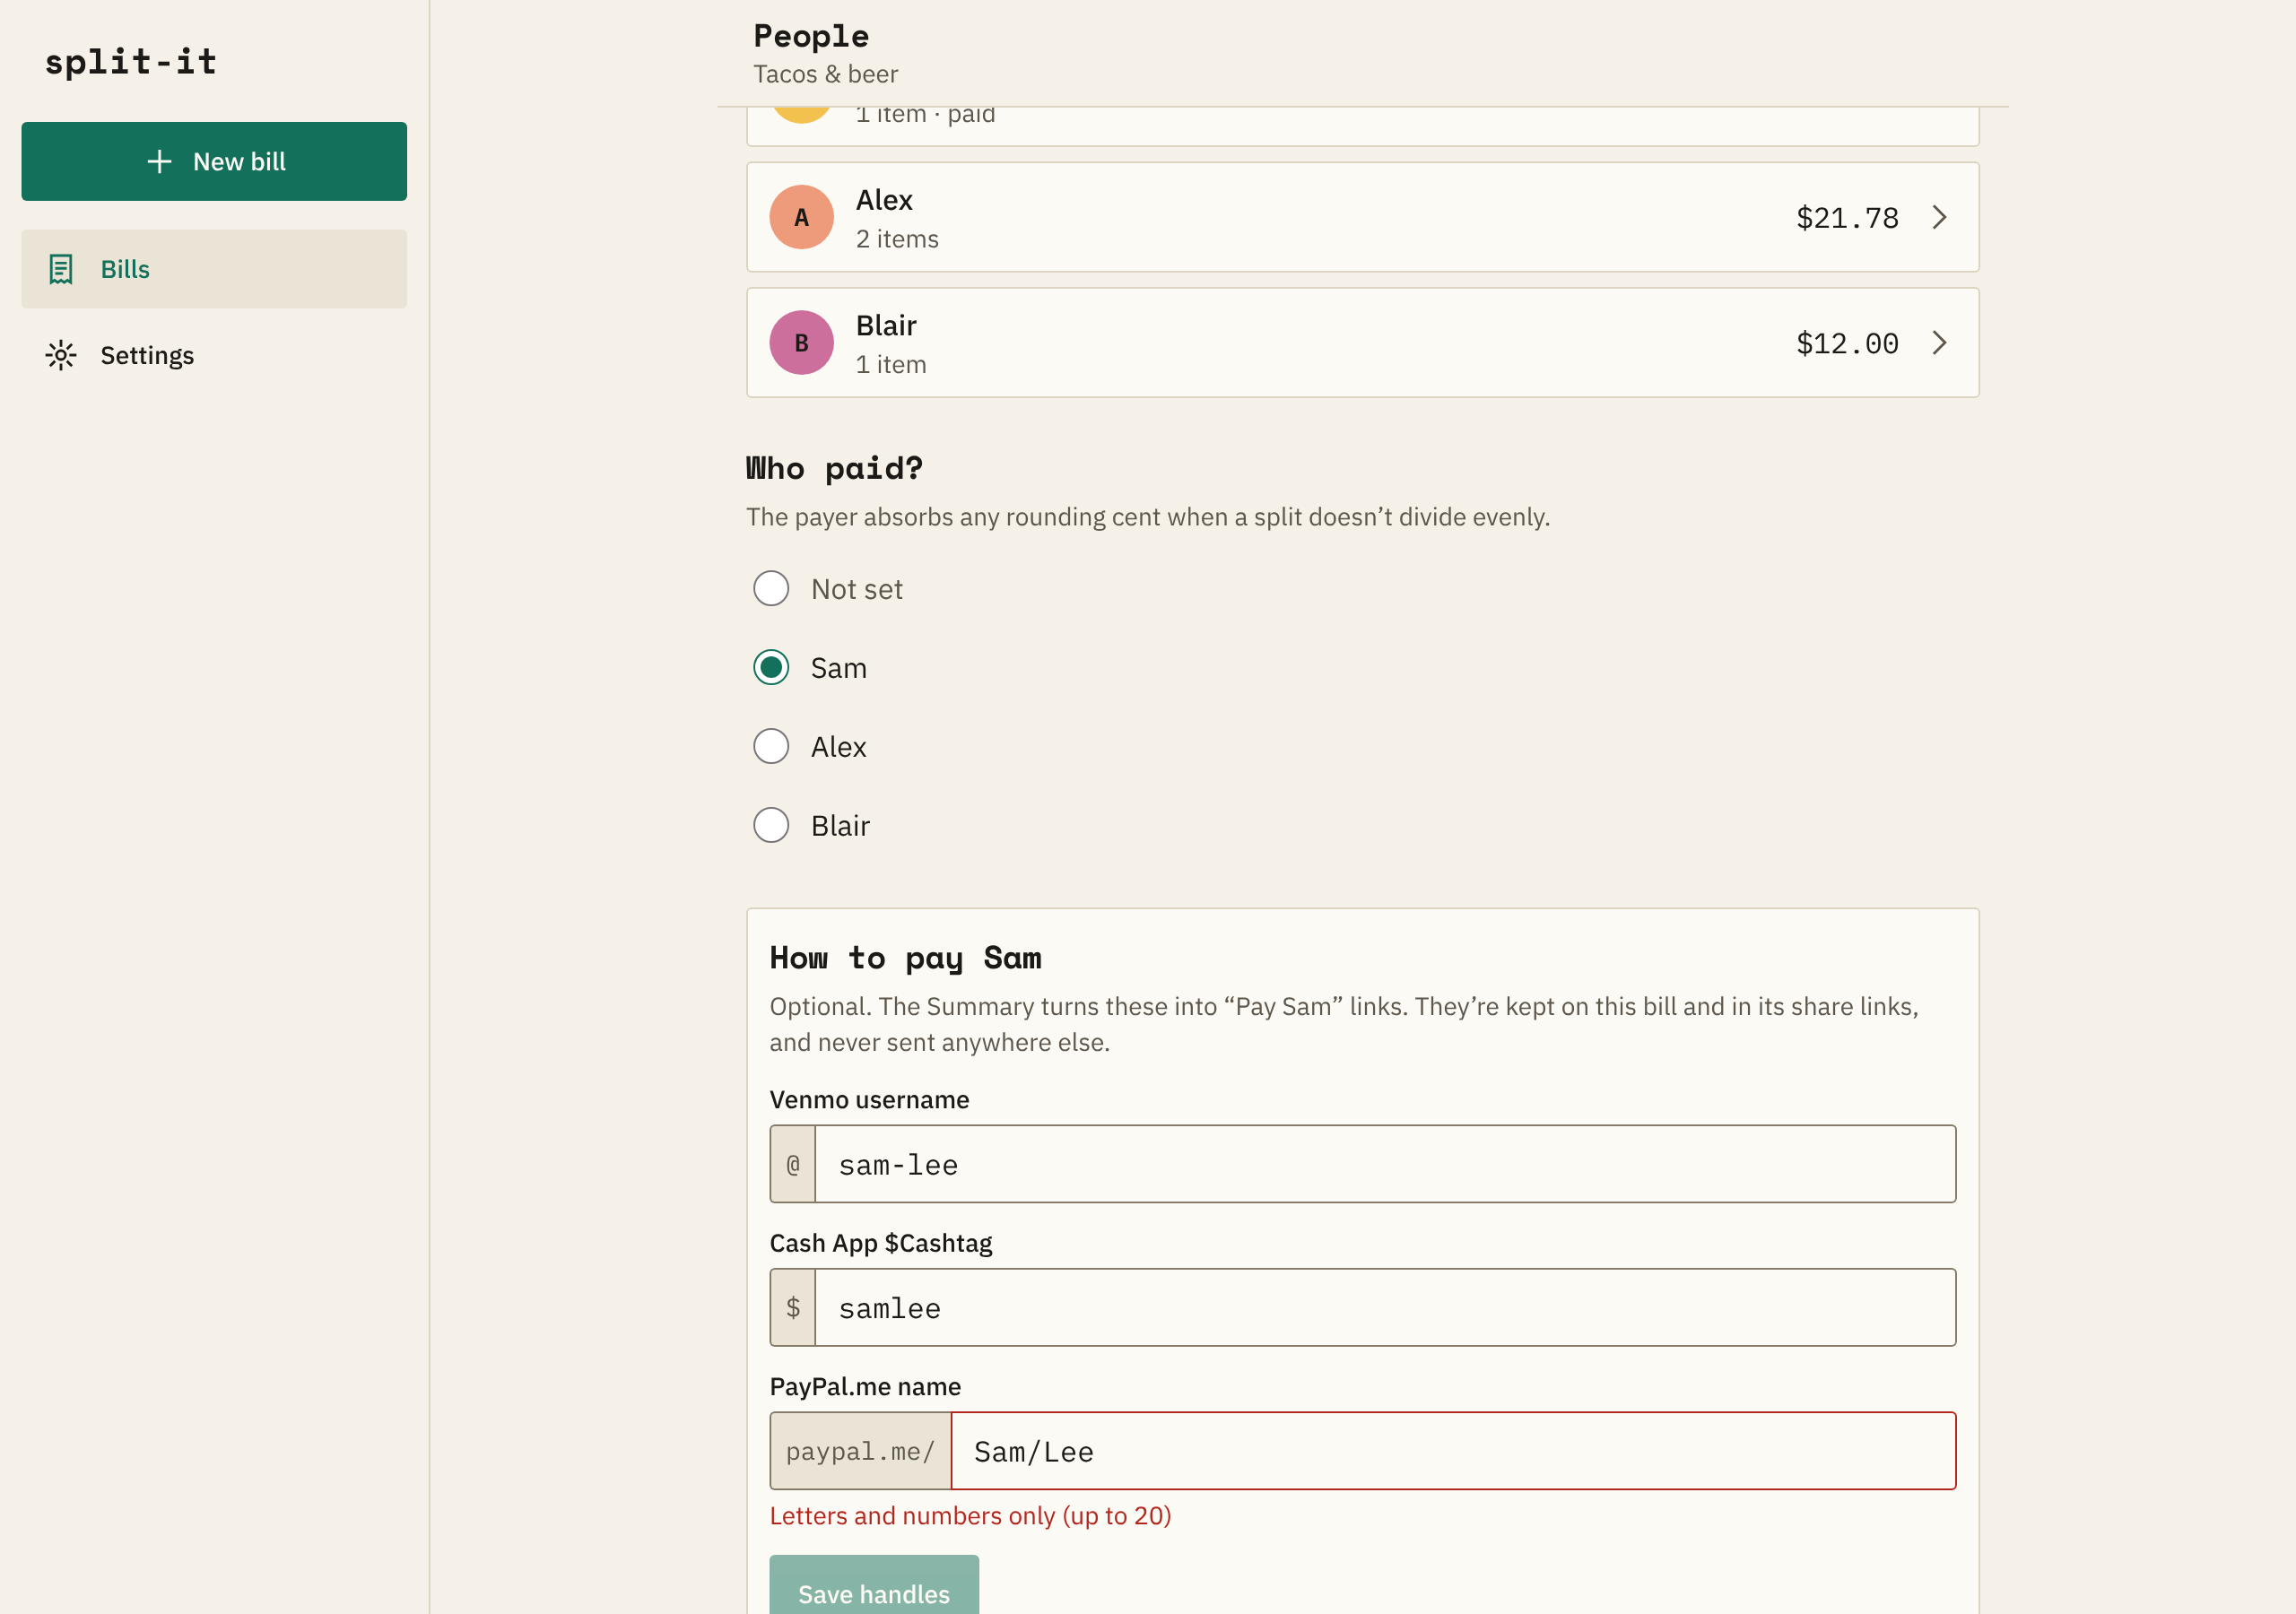 split-it
New bill
Bills
Settings
People
Tacos & beer
1 item · paid
A
Alex
2 items
$21.78
B
Blair
1 item
$12.00
Who paid?
The payer absorbs any rounding cent when a split doesn’t divide evenly.
Not set
Sam
Alex
Blair
How to pay Sam
Optional. The Summary turns these into “Pay Sam” links. They’re kept on this bill and in its share links,
and never sent anywhere else.
Venmo username
@ sam-lee
Cash App $Cashtag
$ samlee
PayPal.me name
paypal.me/ Sam/Lee
Letters and numbers only (up to 20)
Save handles